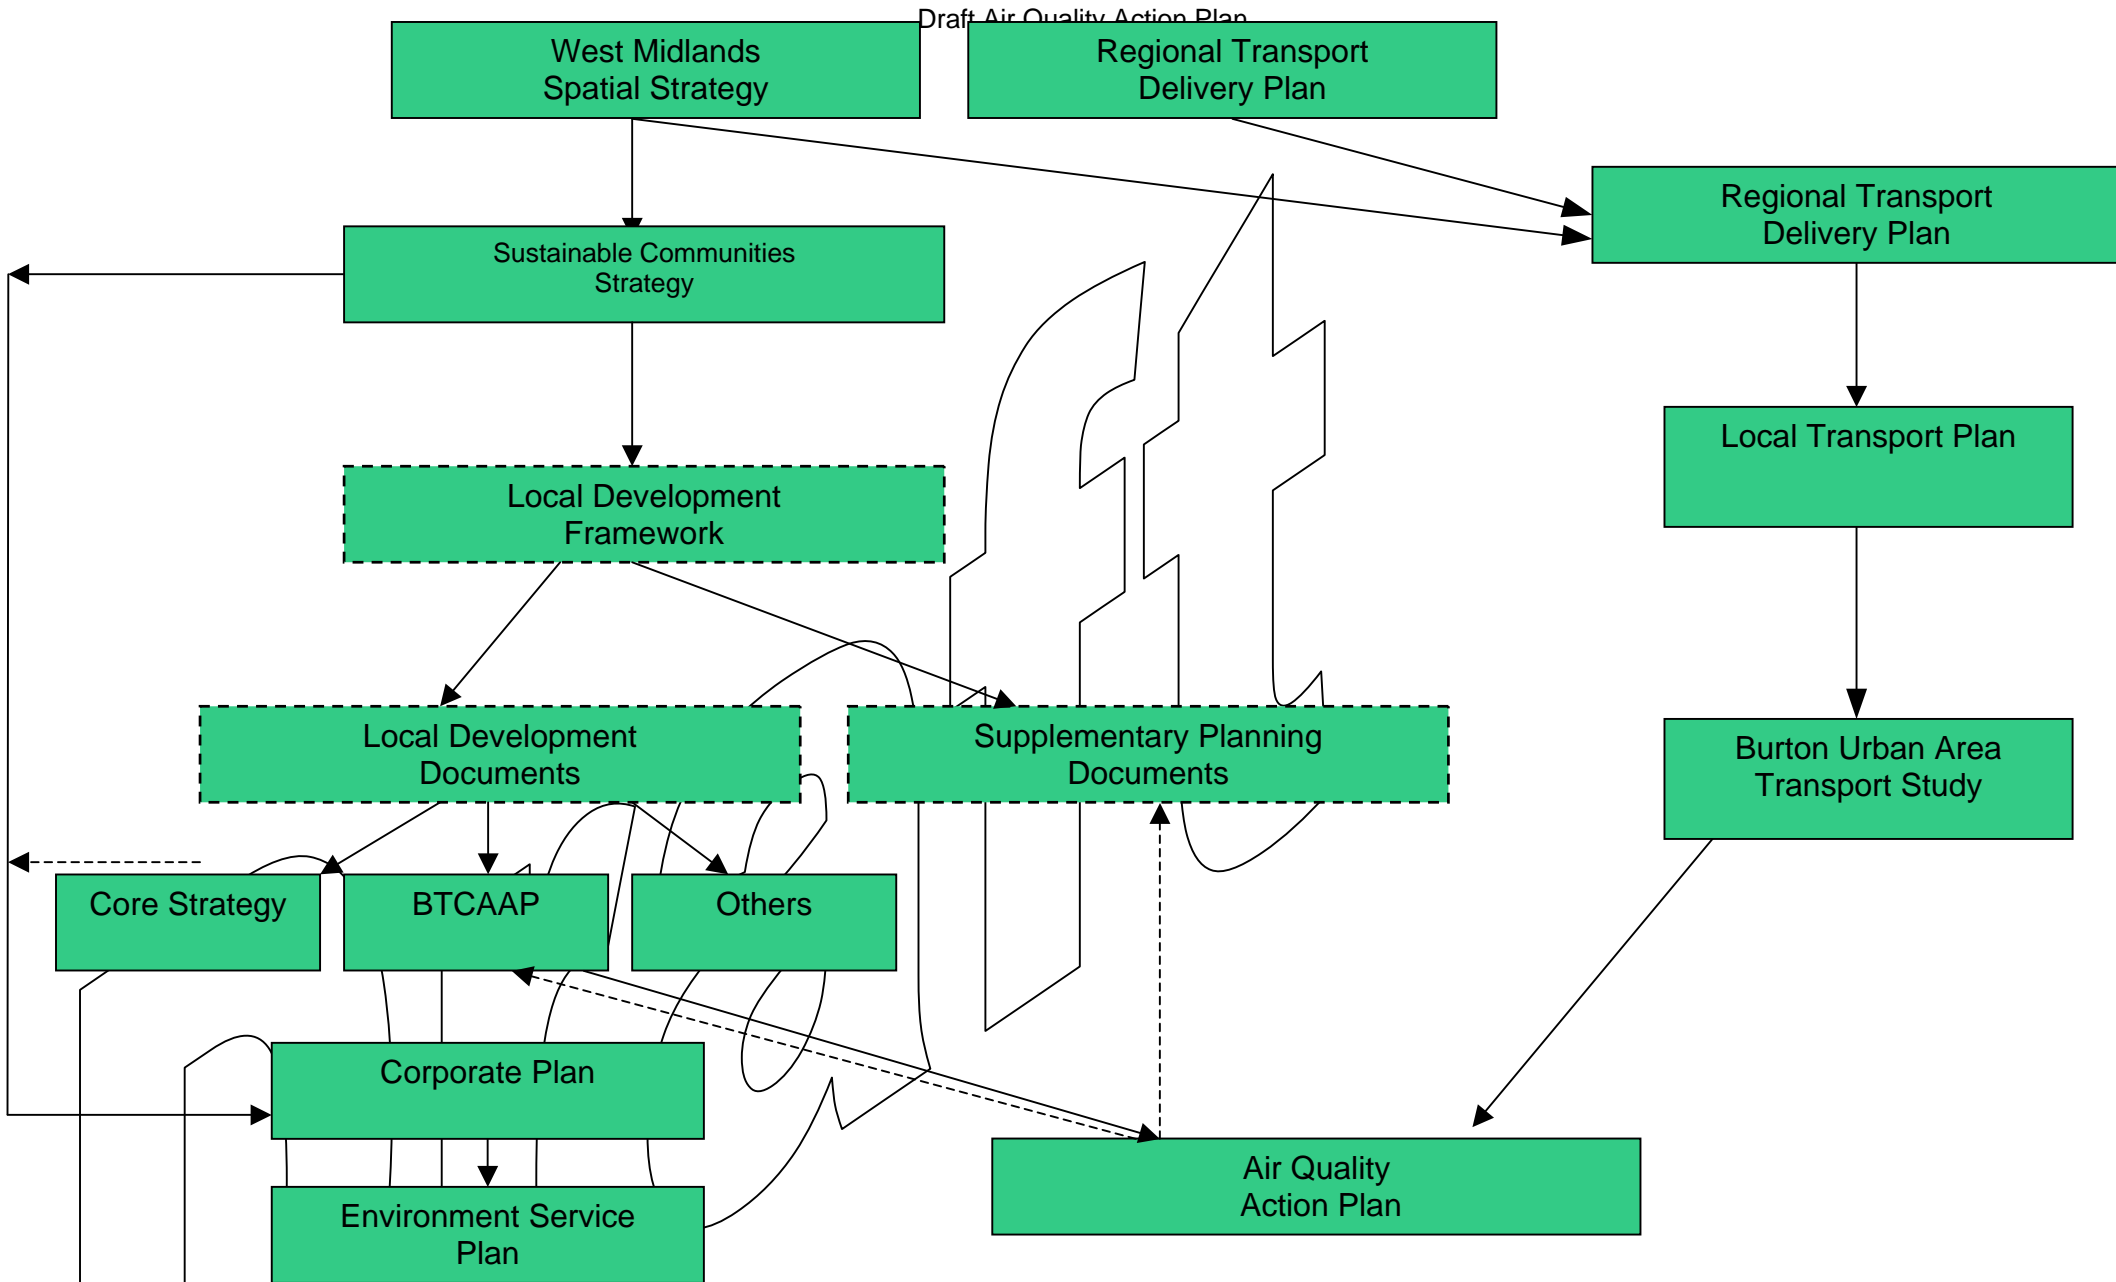 Draft Air Quality Action Plan
West Midlands
Spatial Strategy
Regional Transport
Delivery Plan
Regional Transport
Delivery Plan
Sustainable Communities
Strategy
Local Transport Plan
Local Development
Framework
Local Development
Documents
Supplementary Planning
Documents
Burton Urban Area
Transport Study
Core Strategy
BTCAAP
Others
Corporate Plan
Air Quality
Action Plan
Environment Service
Plan